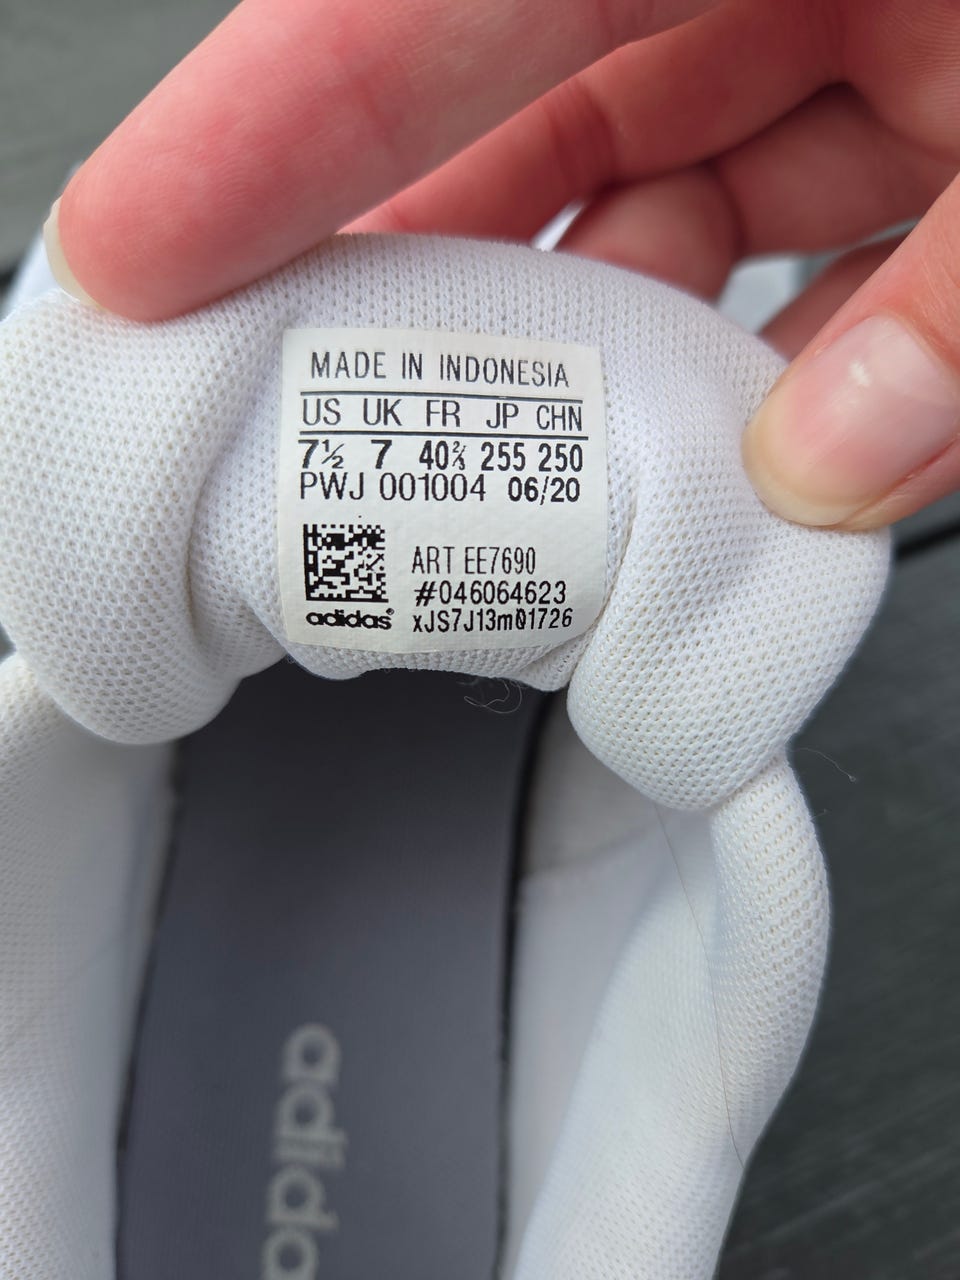 MADE IN INDONESIA
US UK FR JP CHN
7½ 7 40⅔ 255 250
PWJ 001004 06/20
ART EE7690
#046064623
adidas® xJS7J13m01726
adidas